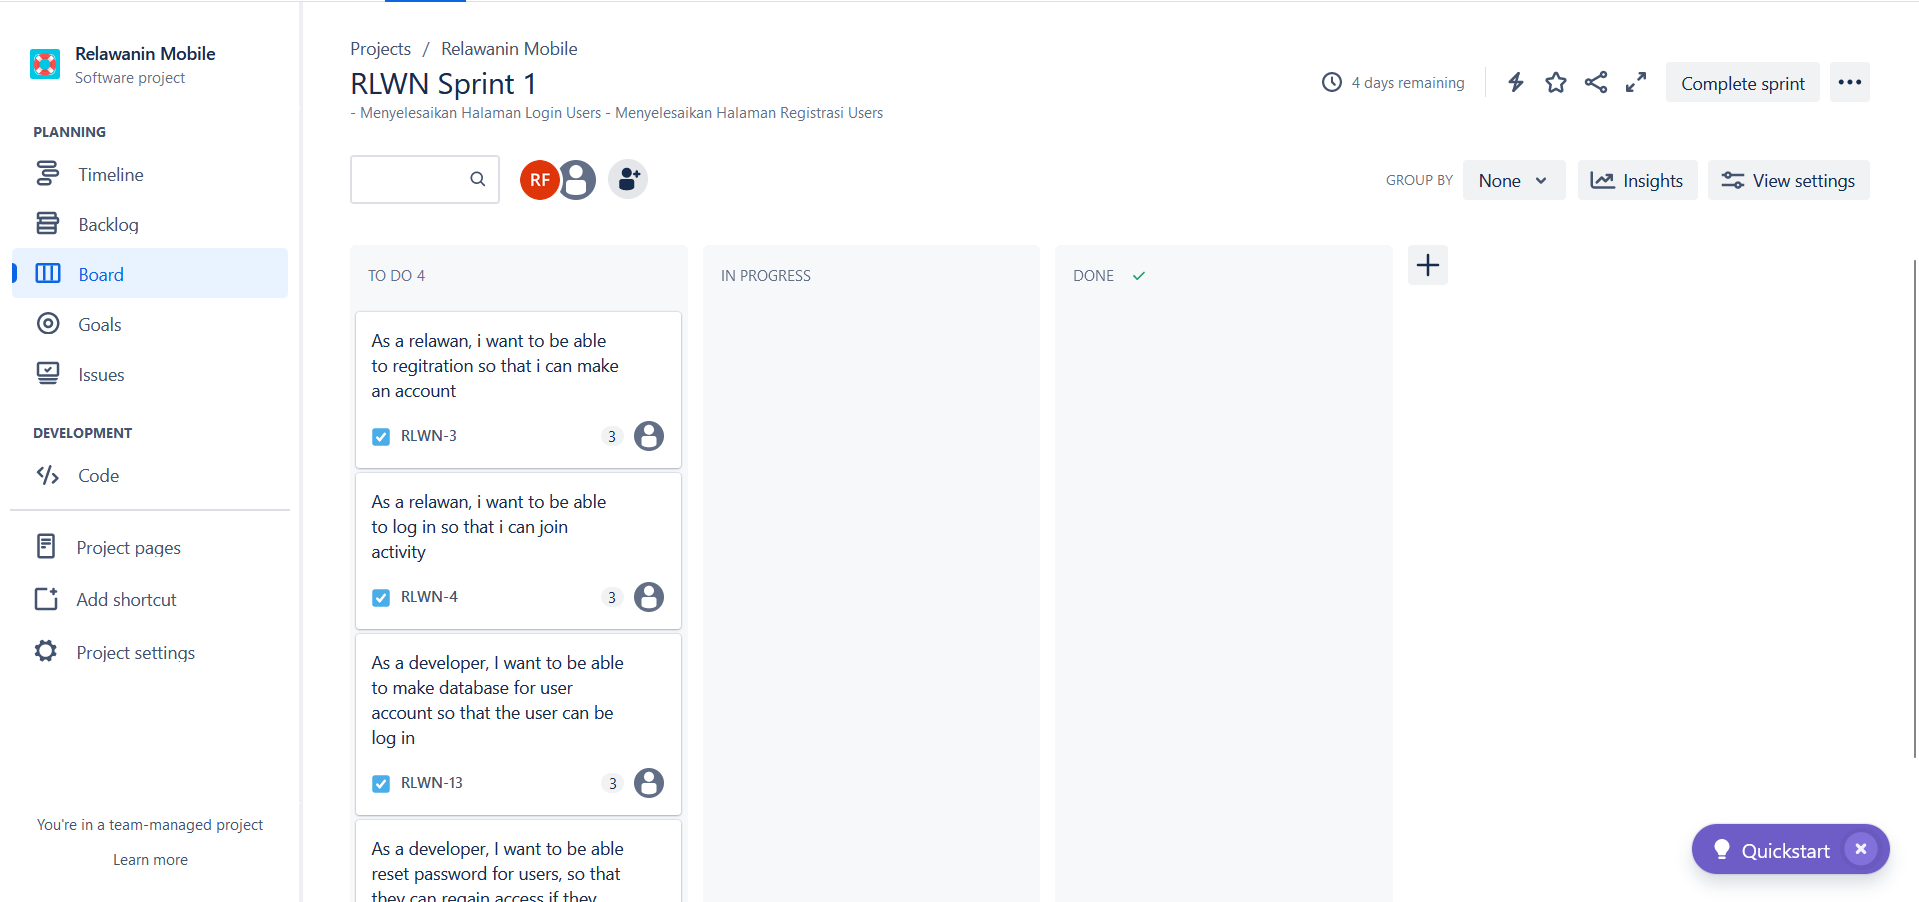 Relawanin Mobile
Software project
PLANNING
Timeline
Backlog
Board
Goals
Issues
DEVELOPMENT
Code
Project pages
Add shortcut
Project settings
You're in a team-managed project
Learn more
Projects / Relawanin Mobile
RLWN Sprint 1
- Menyelesaikan Halaman Login Users - Menyelesaikan Halaman Registrasi Users
4 days remaining
Complete sprint
RF
GROUP BY
None
Insights
View settings
TO DO 4
As a relawan, i want to be able
to regitration so that i can make
an account
RLWN-3
3
As a relawan, i want to be able
to log in so that i can join
activity
RLWN-4
3
As a developer, I want to be able
to make database for user
account so that the user can be
log in
RLWN-13
3
As a developer, I want to be able
reset password for users, so that
they can regain access if they
IN PROGRESS
DONE
Quickstart